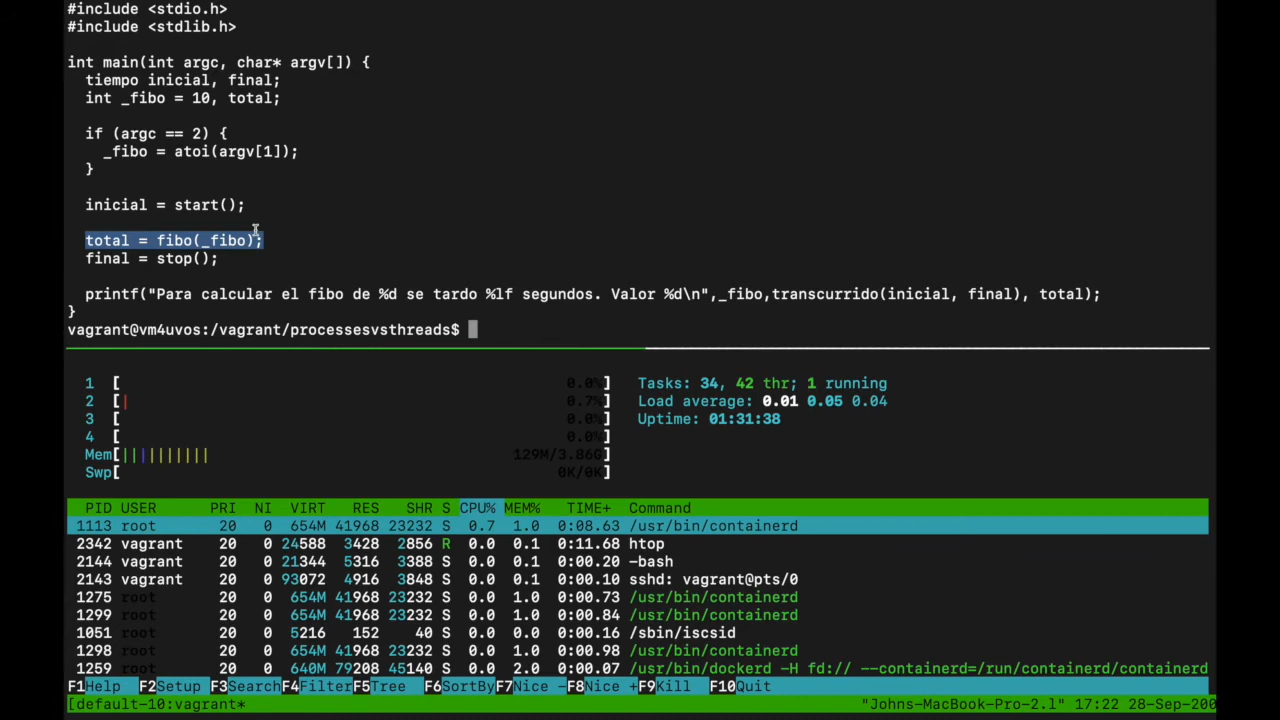 #include <stdio.h>
#include <stdlib.h>
int main(int argc, char* argv[]) {
tiempo inicial, final;
int _fibo = 10, total;
if (argc == 2) {
_fibo = atoi(argv[1]);
}
inicial = start();
total = fibo(_fibo);
final = stop();
printf("Para calcular el fibo de %d se tardo %lf segundos. Valor %d\n",_fibo,transcurrido(inicial, final), total);
}
vagrant@vm4uvos:/vagrant/processesvsthreads$
1 [ 0.0%] Tasks: 34, 42 thr; 1 running
2 [| 0.7%] Load average: 0.01 0.05 0.04
3 [ 0.0%] Uptime: 01:31:38
4 [ 0.0%]
Mem[|||||||||| 129M/3.86G]
Swp[ 0K/0K]
PID USER PRI NI VIRT RES SHR S CPU% MEM% TIME+ Command
1113 root 20 0 654M 41968 23232 S 0.7 1.0 0:08.63 /usr/bin/containerd
2342 vagrant 20 0 24588 3428 2856 R 0.0 0.1 0:11.68 htop
2144 vagrant 20 0 21344 5316 3388 S 0.0 0.1 0:00.20 -bash
2143 vagrant 20 0 93072 4916 3848 S 0.0 0.1 0:00.10 sshd: vagrant@pts/0
1275 root 20 0 654M 41968 23232 S 0.0 1.0 0:00.73 /usr/bin/containerd
1299 root 20 0 654M 41968 23232 S 0.0 1.0 0:00.84 /usr/bin/containerd
1051 root 20 0 5216 152 40 S 0.0 0.0 0:00.16 /sbin/iscsid
1298 root 20 0 654M 41968 23232 S 0.0 1.0 0:00.00 /usr/bin/containerd
1259 root 20 0 640M 79208 45140 S 0.0 2.0 0:00.07 /usr/bin/dockerd -H fd:// --containerd=/run/containerd/containerd
F1Help F2Setup F3SearchF4FilterF5Tree F6SortByF7Nice -F8Nice +F9Kill F10Quit
[default-10:vagrant* "Johns-MacBook-Pro-2.l" 17:22 28-Sep-200